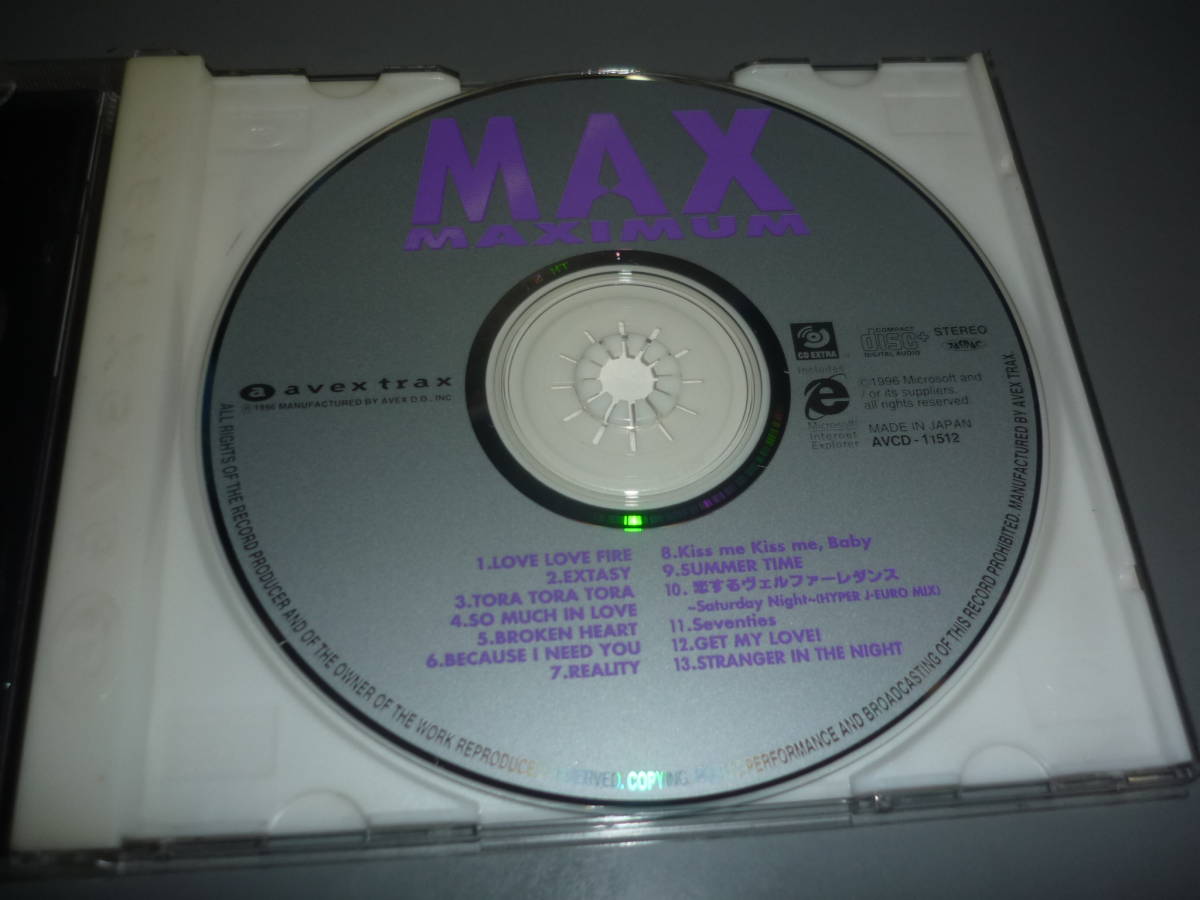 MAX
MAXIMUM
a avex trax
Ⓟ1996 MANUFACTURED BY AVEX D.D., INC
CD EXTRA
COMPACT
disc+
DIGITAL AUDIO
STEREO
Includes
Microsoft
Internet
Explorer
©1996 Microsoft and
/ or its suppliers.
all rights reserved.
MADE IN JAPAN
AVCD-11512
1.LOVE LOVE FIRE
2.EXTASY
3.TORA TORA TORA
4.SO MUCH IN LOVE
5.BROKEN HEART
6.BECAUSE I NEED YOU
7.REALITY
8.Kiss me Kiss me, Baby
9.SUMMER TIME
10.恋するヴェルファーレダンス
~Saturday Night~(HYPER J-EURO MIX)
11.Seventies
12.GET MY LOVE!
13.STRANGER IN THE NIGHT
ALL RIGHTS OF THE RECORD PRODUCER AND OF THE OWNER OF THE WORK REPRODUCED RESERVED. COPYING, PERFORMANCE AND BROADCASTING OF THIS RECORD PROHIBITED. MANUFACTURED BY AVEX TRAX.